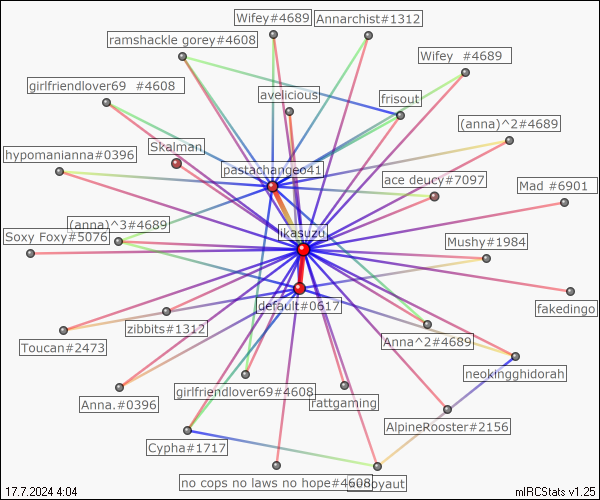 Wifey#4689
Annarchist#1312
ramshackle gorey#4608
Wifey #4689
girlfriendlover69 #4608
avelicious
frisout
(anna)^2#4689
Skalman
hypomanianna#0396
pastachangeo41
ace deucy#7097
Mad #6901
(anna)^3#4689
Soxy Foxy#5076
ikasuzu
Mushy#1984
default#0617
fakedingo
zibbits#1312
Toucan#2473
Anna^2#4689
neokingghidorah
girlfriendlover69#4608
rattgaming
Anna.#0396
AlpineRooster#2156
Cypha#1717
no cops no laws no hope#4608
17.7.2024 4:04
mIRCStats v1.25